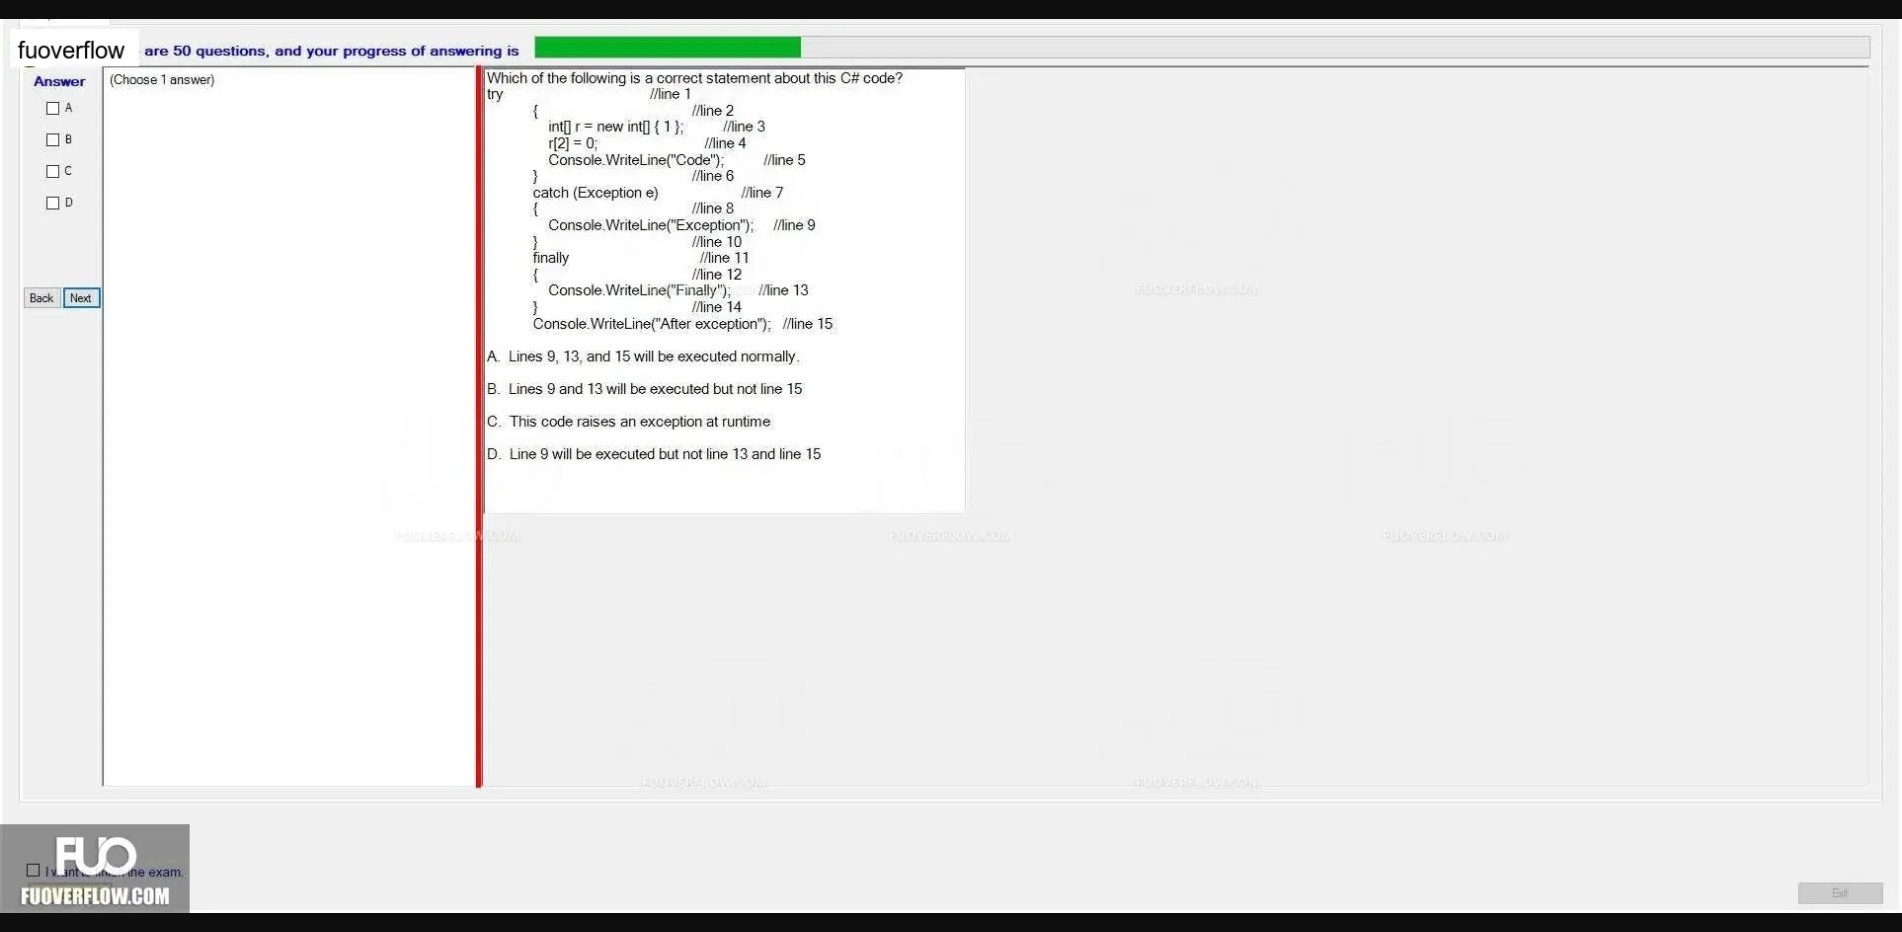 fuoverflow are 50 questions, and your progress of answering is
Answer
(Choose 1 answer)
A
B
C
D
Back Next
Which of the following is a correct statement about this C# code?
try //line 1
{ //line 2
int[] r = new int[] { 1 }; //line 3
r[2] = 0; //line 4
Console.WriteLine("Code"); //line 5
} //line 6
catch (Exception e) //line 7
{ //line 8
Console.WriteLine("Exception"); //line 9
} //line 10
finally //line 11
{ //line 12
Console.WriteLine("Finally"); //line 13
} //line 14
Console.WriteLine("After exception"); //line 15
A. Lines 9, 13, and 15 will be executed normally.
B. Lines 9 and 13 will be executed but not line 15
C. This code raises an exception at runtime
D. Line 9 will be executed but not line 13 and line 15
FUOVERFLOW.COM
FUOVERFLOW.COM FUOVERFLOW.COM FUOVERFLOW.COM
FUOVERFLOW.COM FUOVERFLOW.COM
FUO
I want the exam.
FUOVERFLOW.COM
Exit